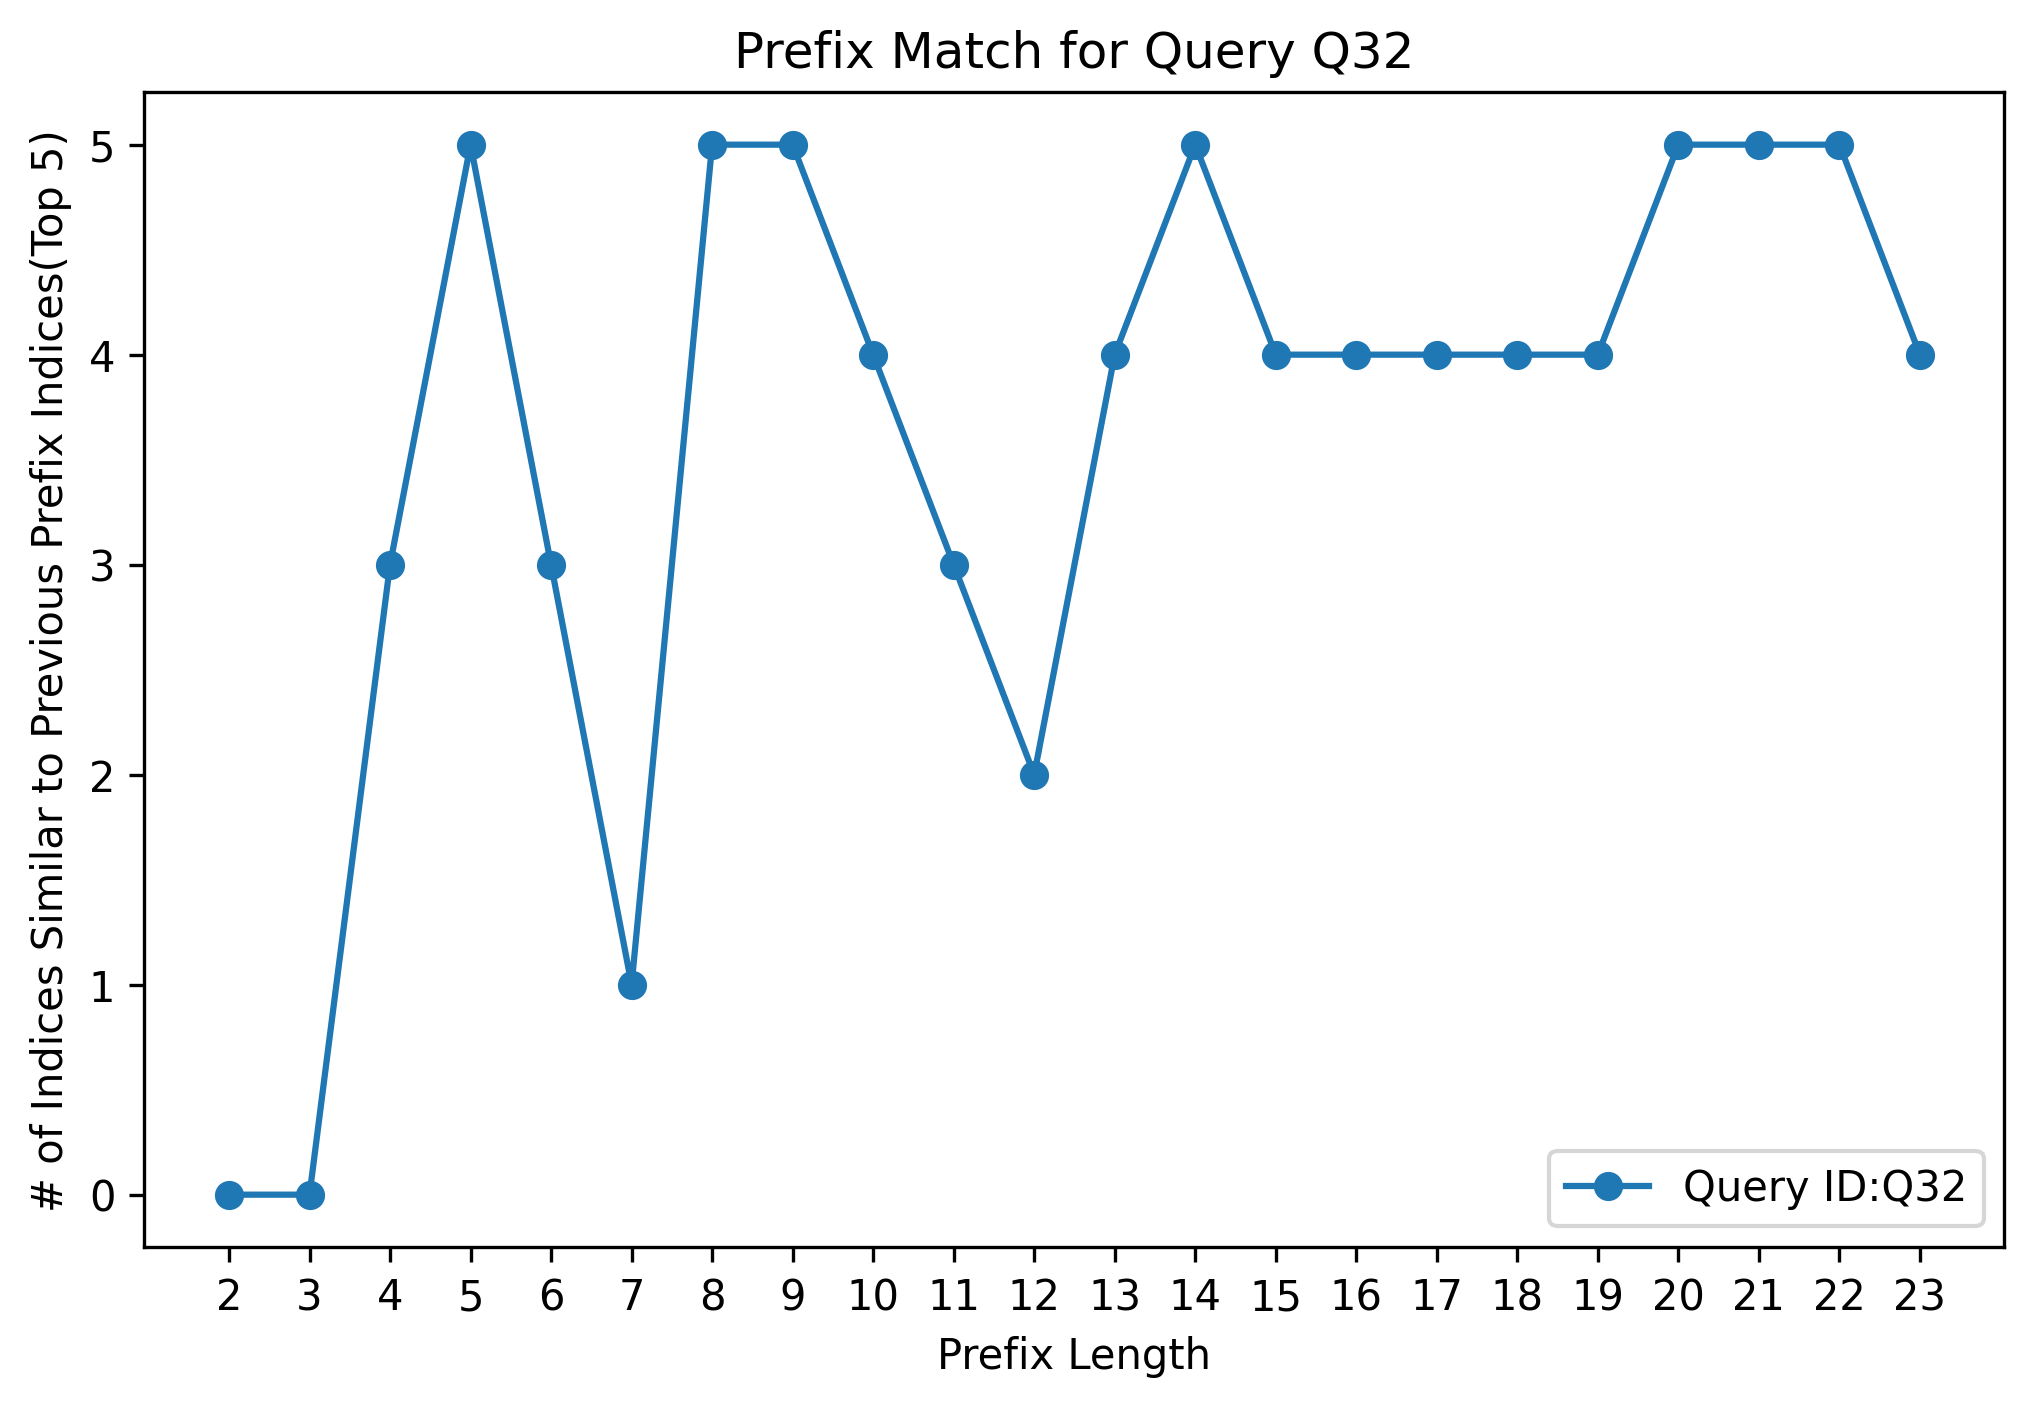 Prefix Match for Query Q32
# of Indices Similar to Previous Prefix Indices(Top 5)
5
4
3
2
1
0
Query ID:Q32
2 3 4 5 6 7 8 9 10 11 12 13 14 15 16 17 18 19 20 21 22 23
Prefix Length